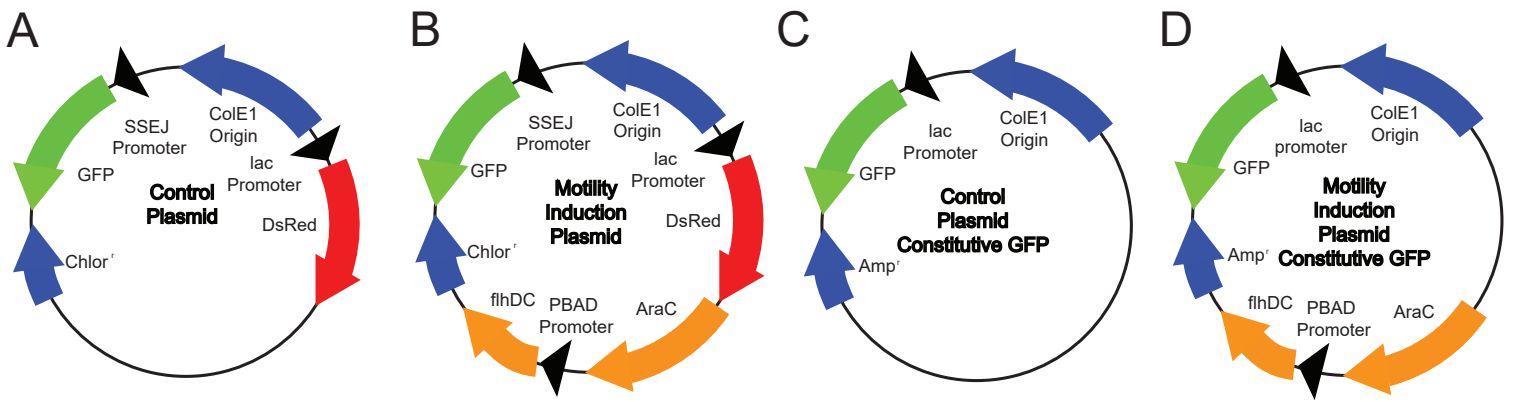 A
SSEJ
Promoter
ColE1
Origin
lac
Promoter
GFP
Control
Plasmid
DsRed
Chlor r
B
SSEJ
Promoter
ColE1
Origin
lac
Promoter
GFP
Motility
Induction
Plasmid
DsRed
Chlor r
flhDC
PBAD
Promoter
AraC
C
lac
Promoter
ColE1
Origin
GFP
Control
Plasmid
Constitutive GFP
Amp r
D
lac
promoter
ColE1
Origin
GFP
Motility
Induction
Plasmid
Constitutive GFP
Amp r
flhDC
PBAD
Promoter
AraC